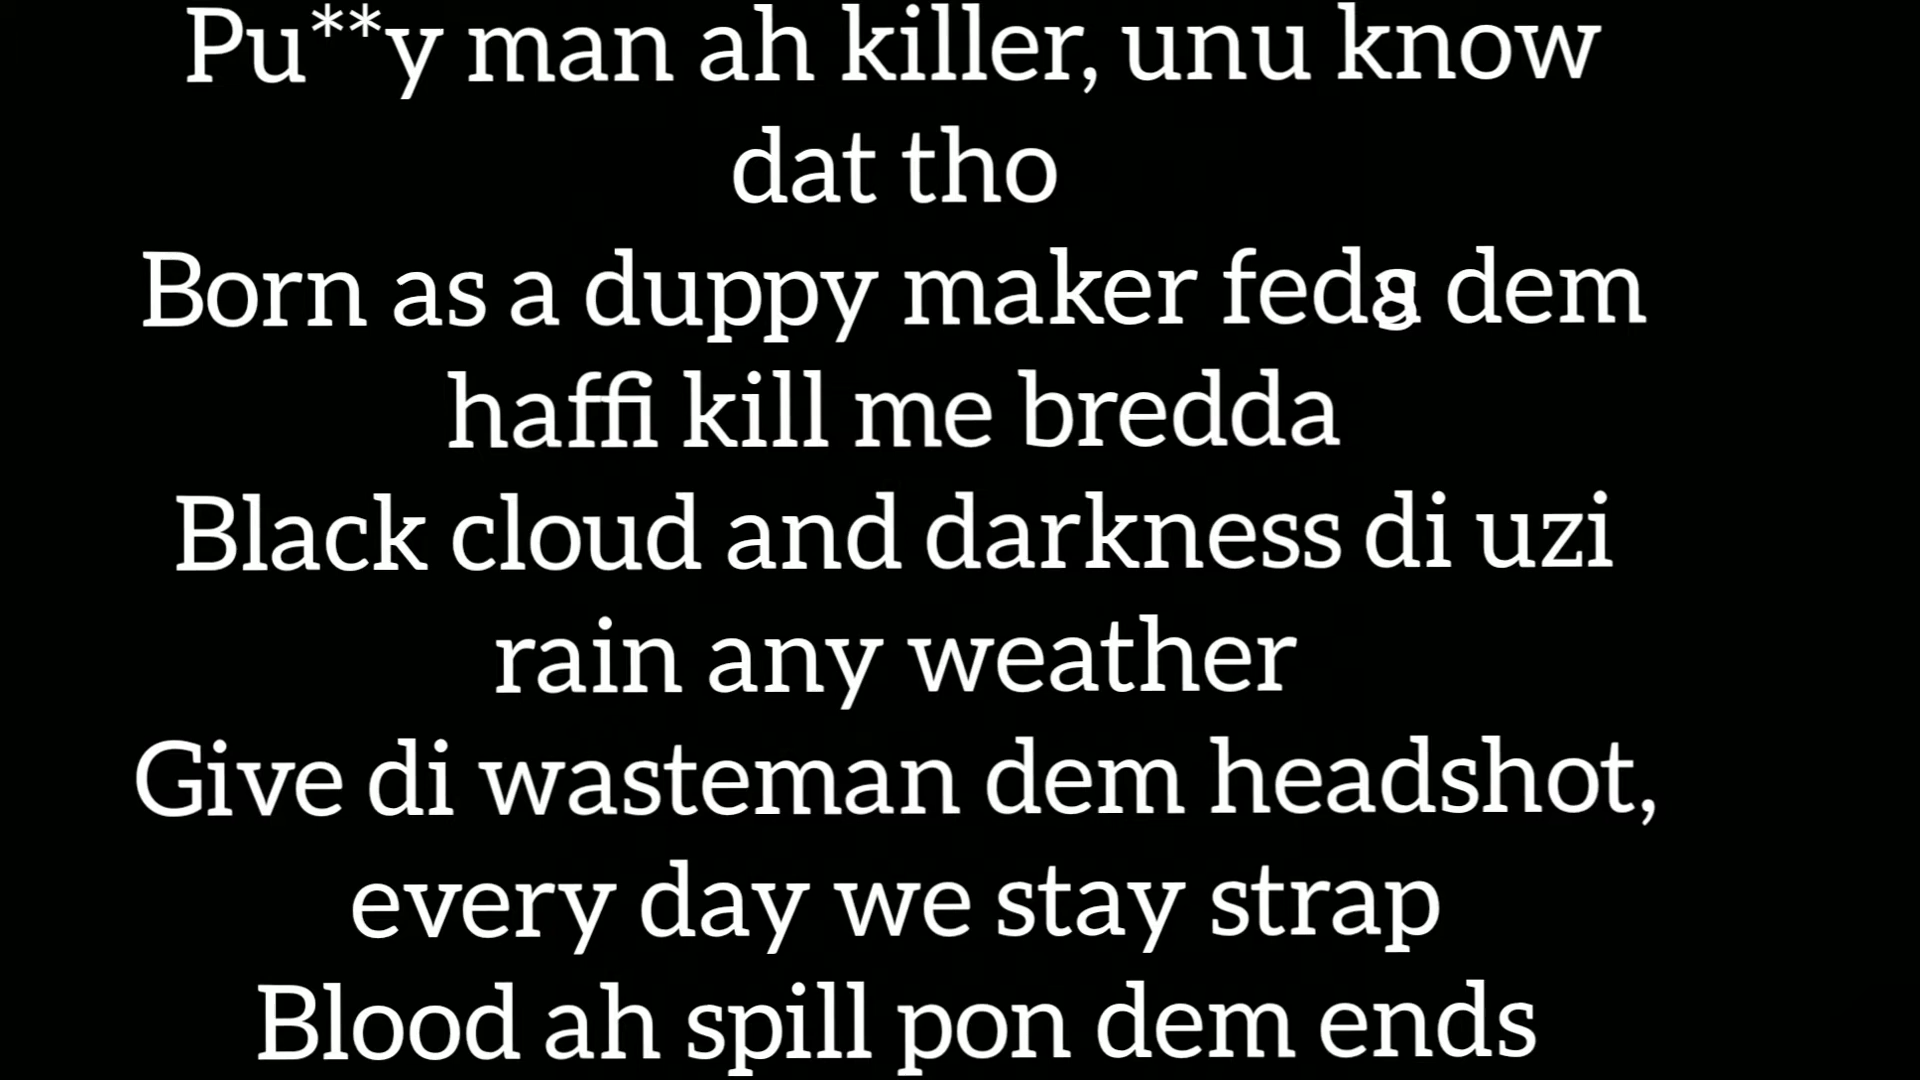 Pu**y man ah killer, unu know
dat tho
Born as a duppy maker dem
haffi kill me bredda
Black cloud and darkness di uzi
rain any weather
Give di wasteman dem headshot,
every day we stay strap
Blood ah spill pon dem ends